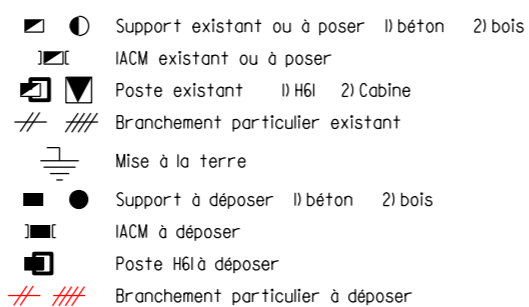 Support existant ou à poser 1) béton 2) bois
IACM existant ou à poser
Poste existant 1) H61 2) Cabine
Branchement particulier existant
Mise à la terre
Support à déposer 1) béton 2) bois
IACM à déposer
Poste H61 à déposer
Branchement particulier à déposer